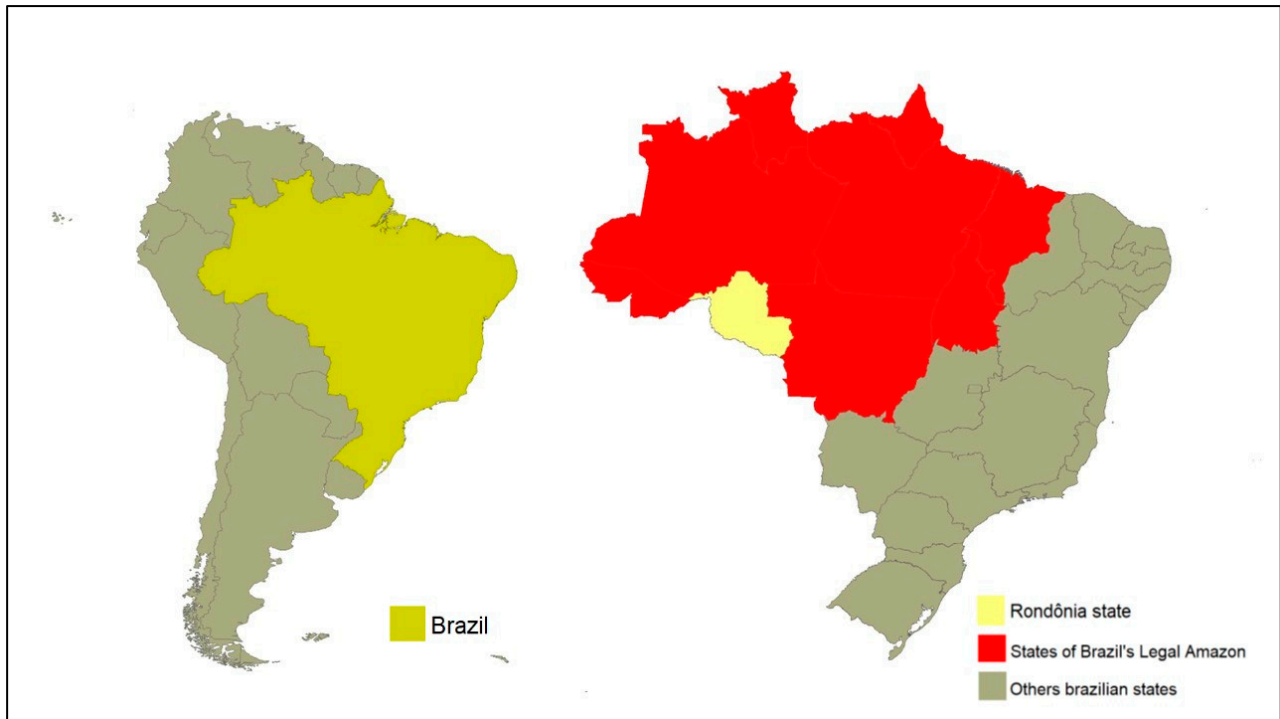 Brazil
Rondônia state
States of Brazil's Legal Amazon
Others brazilian states